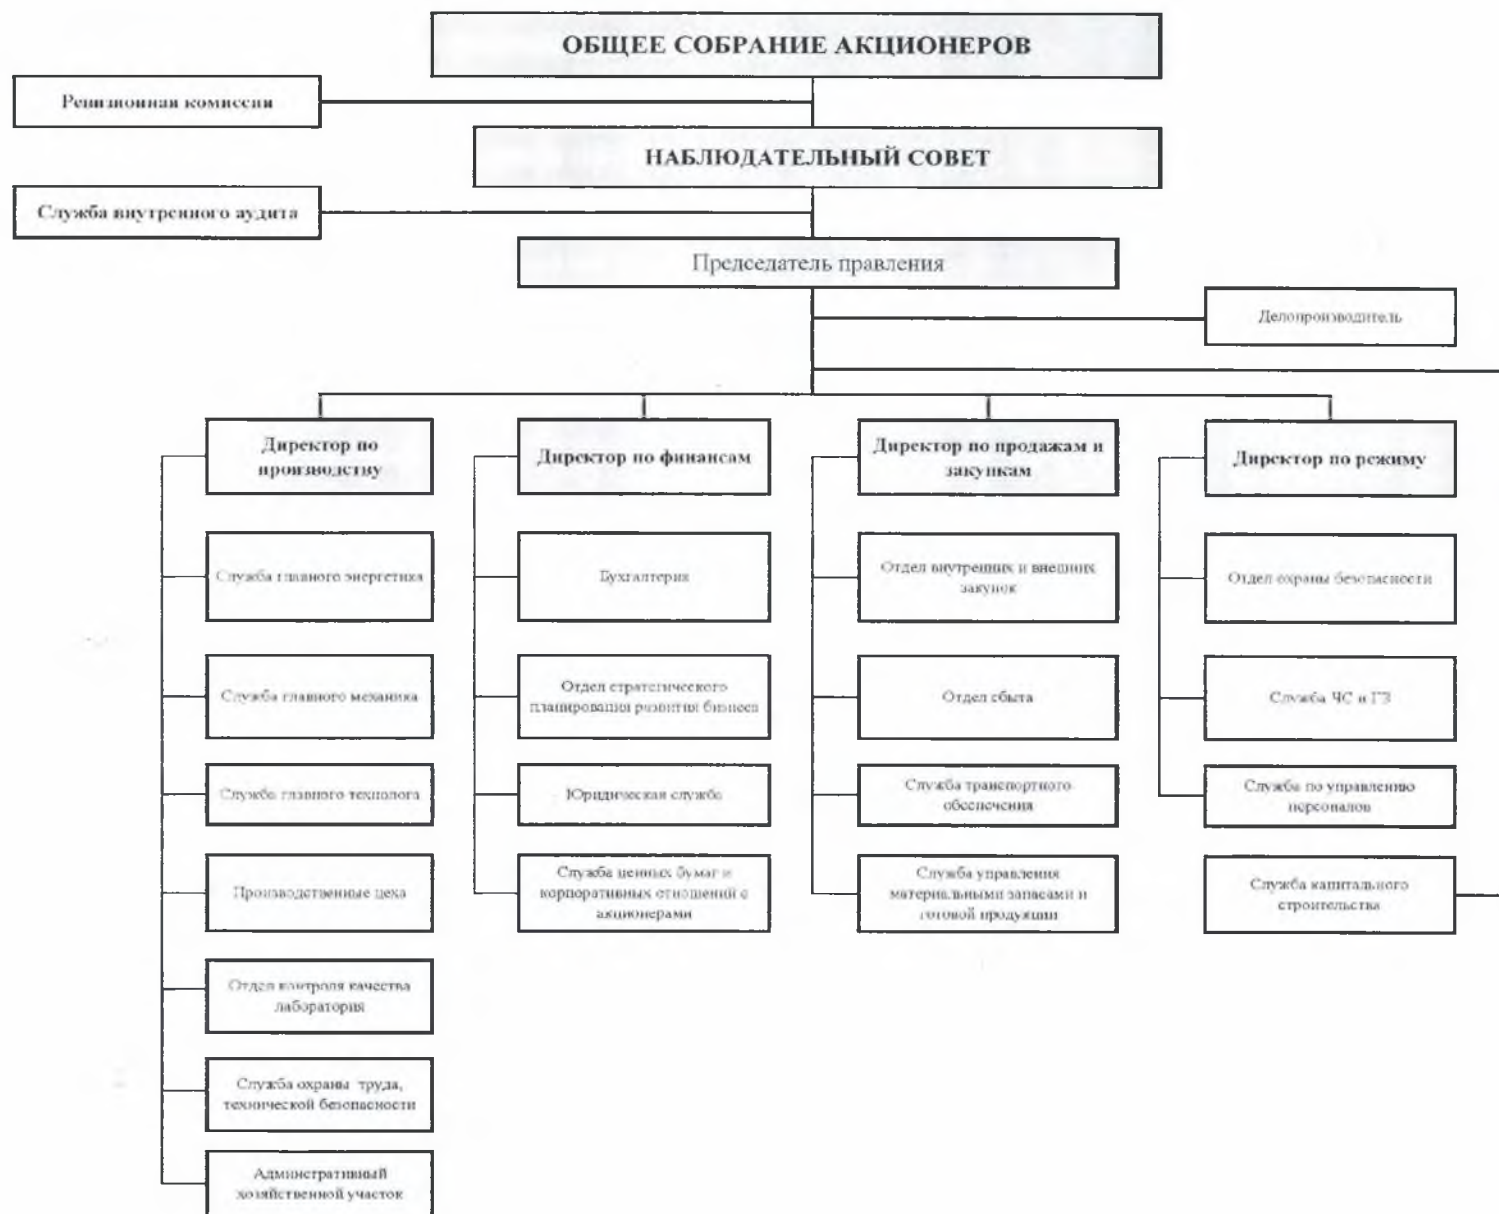 ОБЩЕЕ СОБРАНИЕ АКЦИОНЕРОВ
Ревизионная комиссии
НАБЛЮДАТЕЛЬНЫЙ СОВЕТ
Служба внутренного аудита
Председатель правления
Делопроизводитель
Директор по
производству
Директор по финансам
Директор по продажам и
закупкам
Директор по режиму
Служба главного энергетика
Бухгалтерия
Отдел внутренних и внешних
закупок
Отдел охраны безопасности
Служба главного механика
Отдел стратегического
планирования развития бизнеса
Отдел сбыта
Служба ЧС и ГЗ
Служба главного технолога
Юридическая служба
Служба транспортного
обеспечения
Служба по управлению
персоналов
Производственные цеха
Служба ценных бумаг и
корпоративных отношений с
акционерами
Служба управления
материальными запасами и
готовой продукции
Служба капитального
строительства
Отдел контроля качества
лаборатория
Служба охраны труда,
технической безопасности
Административный
хозяйственной участок